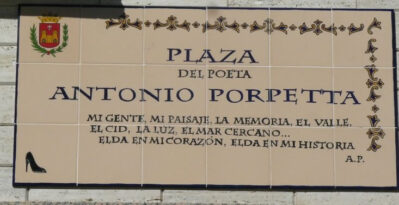 PLAZA
DEL POETA
ANTONIO PORPETTA
MI GENTE, MI PAISAJE, LA MEMORIA, EL VALLE,
EL CID, LA LUZ, EL MAR CERCANO...
ELDA EN MI CORAZÓN, ELDA EN MI HISTORIA
A.P.